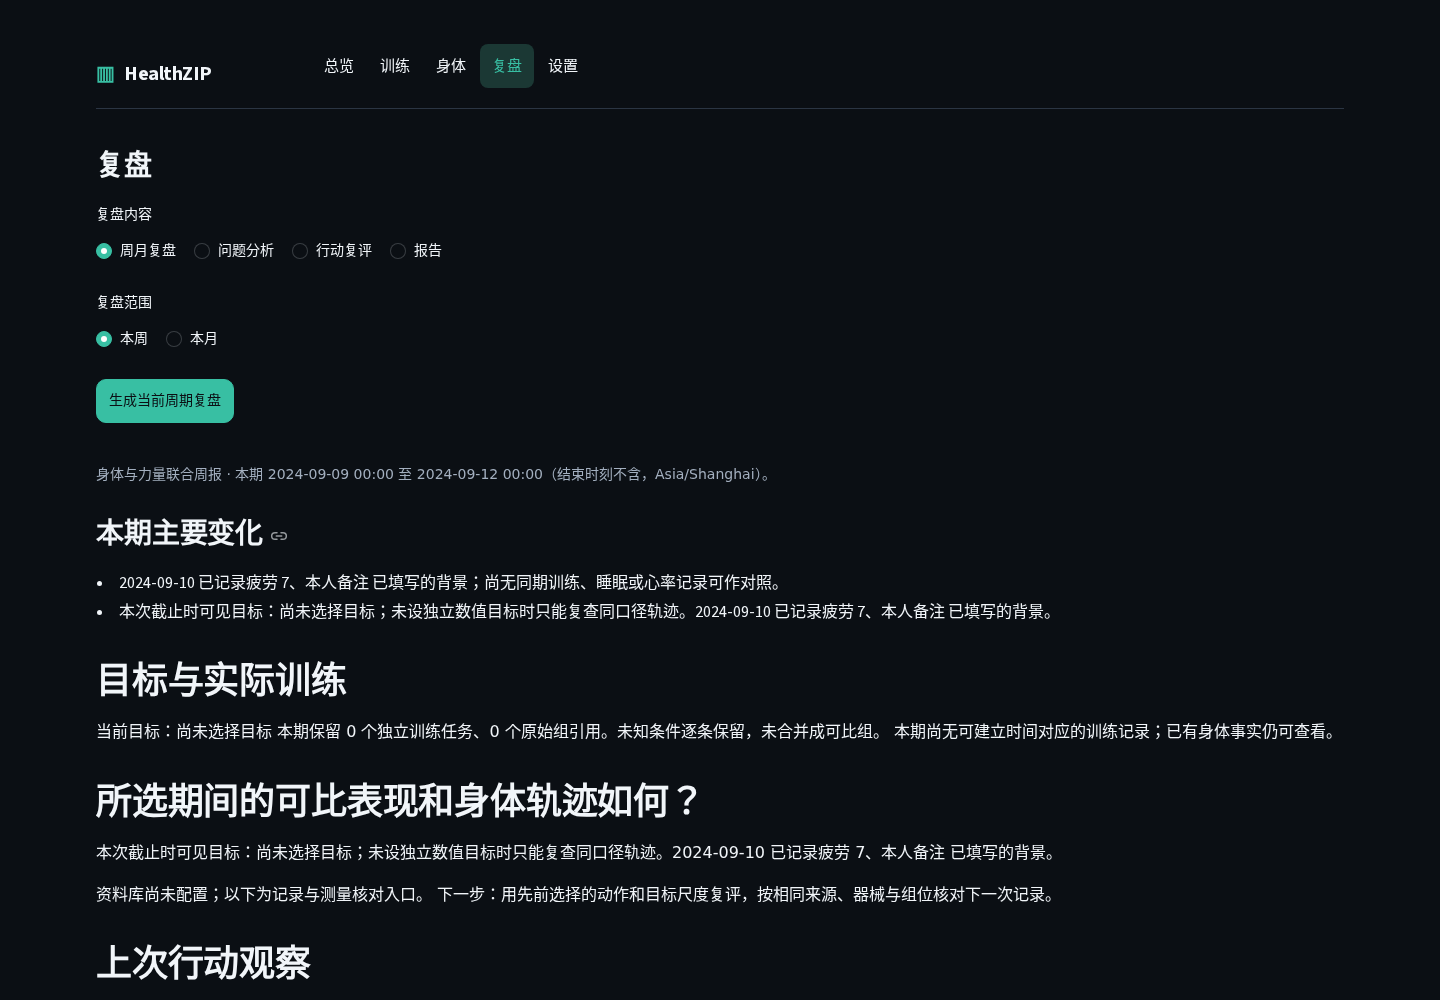 HealthZIP
总览 训练 身体 复盘 设置
复盘
复盘内容
周月复盘 问题分析 行动复评 报告
复盘范围
本周 本月
生成当前周期复盘
身体与力量联合周报 · 本期 2024-09-09 00:00 至 2024-09-12 00:00（结束时刻不含，Asia/Shanghai）。
本期主要变化
• 2024-09-10 已记录疲劳 7、本人备注 已填写的背景；尚无同期训练、睡眠或心率记录可作对照。
• 本次截止时可见目标：尚未选择目标；未设独立数值目标时只能复查同口径轨迹。2024-09-10 已记录疲劳 7、本人备注 已填写的背景。
目标与实际训练
当前目标：尚未选择目标 本期保留 0 个独立训练任务、0 个原始组引用。未知条件逐条保留，未合并成可比组。 本期尚无可建立时间对应的训练记录；已有身体事实仍可查看。
所选期间的可比表现和身体轨迹如何？
本次截止时可见目标：尚未选择目标；未设独立数值目标时只能复查同口径轨迹。2024-09-10 已记录疲劳 7、本人备注 已填写的背景。
资料库尚未配置；以下为记录与测量核对入口。 下一步：用先前选择的动作和目标尺度复评，按相同来源、器械与组位核对下一次记录。
上次行动观察